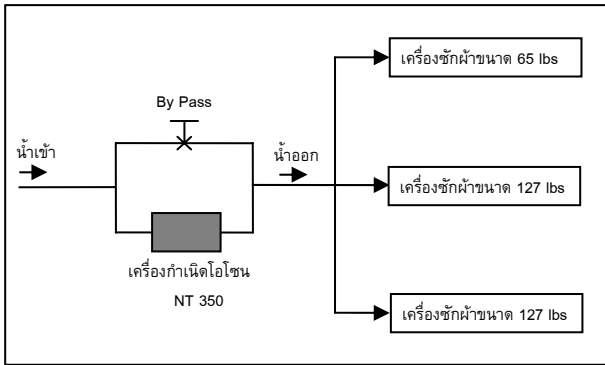 เครื่องซักผ้าขนาด 65 lbs
By Pass
น้ำเข้า
น้ำออก
เครื่องซักผ้าขนาด 127 lbs
เครื่องกำเนิดโอโซน
NT 350
เครื่องซักผ้าขนาด 127 lbs